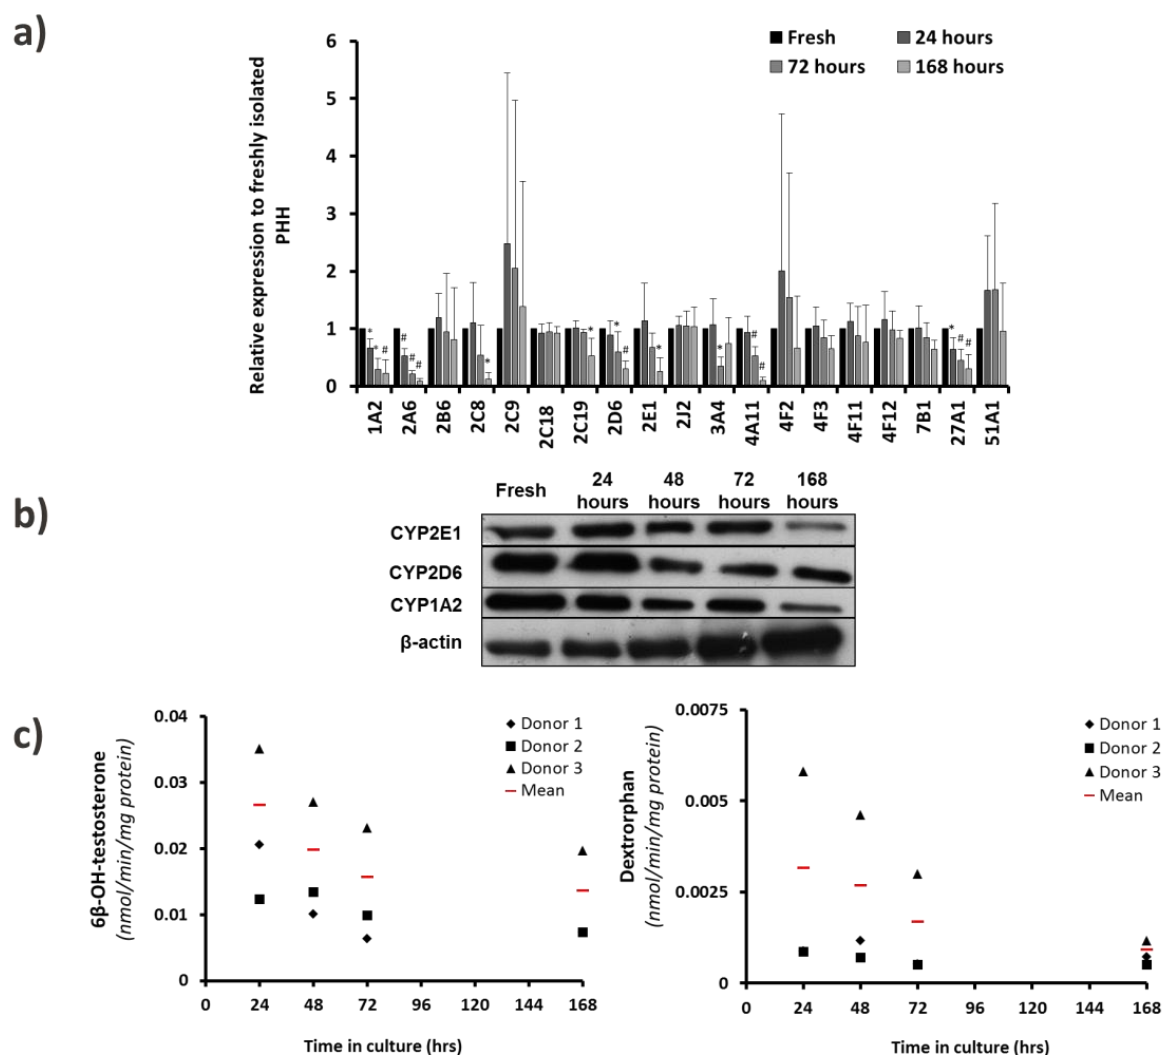 a)
Relative expression to freshly isolated
PHH
6
5
4
3
2
1
0
Fresh
24 hours
72 hours
168 hours
* * #
# # #
*
*
* #
*
*
# #
* # #
1A2
2A6
2B6
2C8
2C9
2C18
2C19
2D6
2E1
2J2
3A4
4A11
4F2
4F3
4F11
4F12
7B1
27A1
51A1
b)
Fresh
24 hours
48 hours
72 hours
168 hours
CYP2E1
CYP2D6
CYP1A2
β-actin
c)
6β-OH-testosterone
(nmol/min/mg protein)
0.04
0.03
0.02
0.01
0
Donor 1
Donor 2
Donor 3
Mean
0 24 48 72 96 120 144 168
Time in culture (hrs)
Dextrorphan
(nmol/min/mg protein)
0.0075
0.005
0.0025
0
Donor 1
Donor 2
Donor 3
Mean
0 24 48 72 96 120 144 168
Time in culture (hrs)